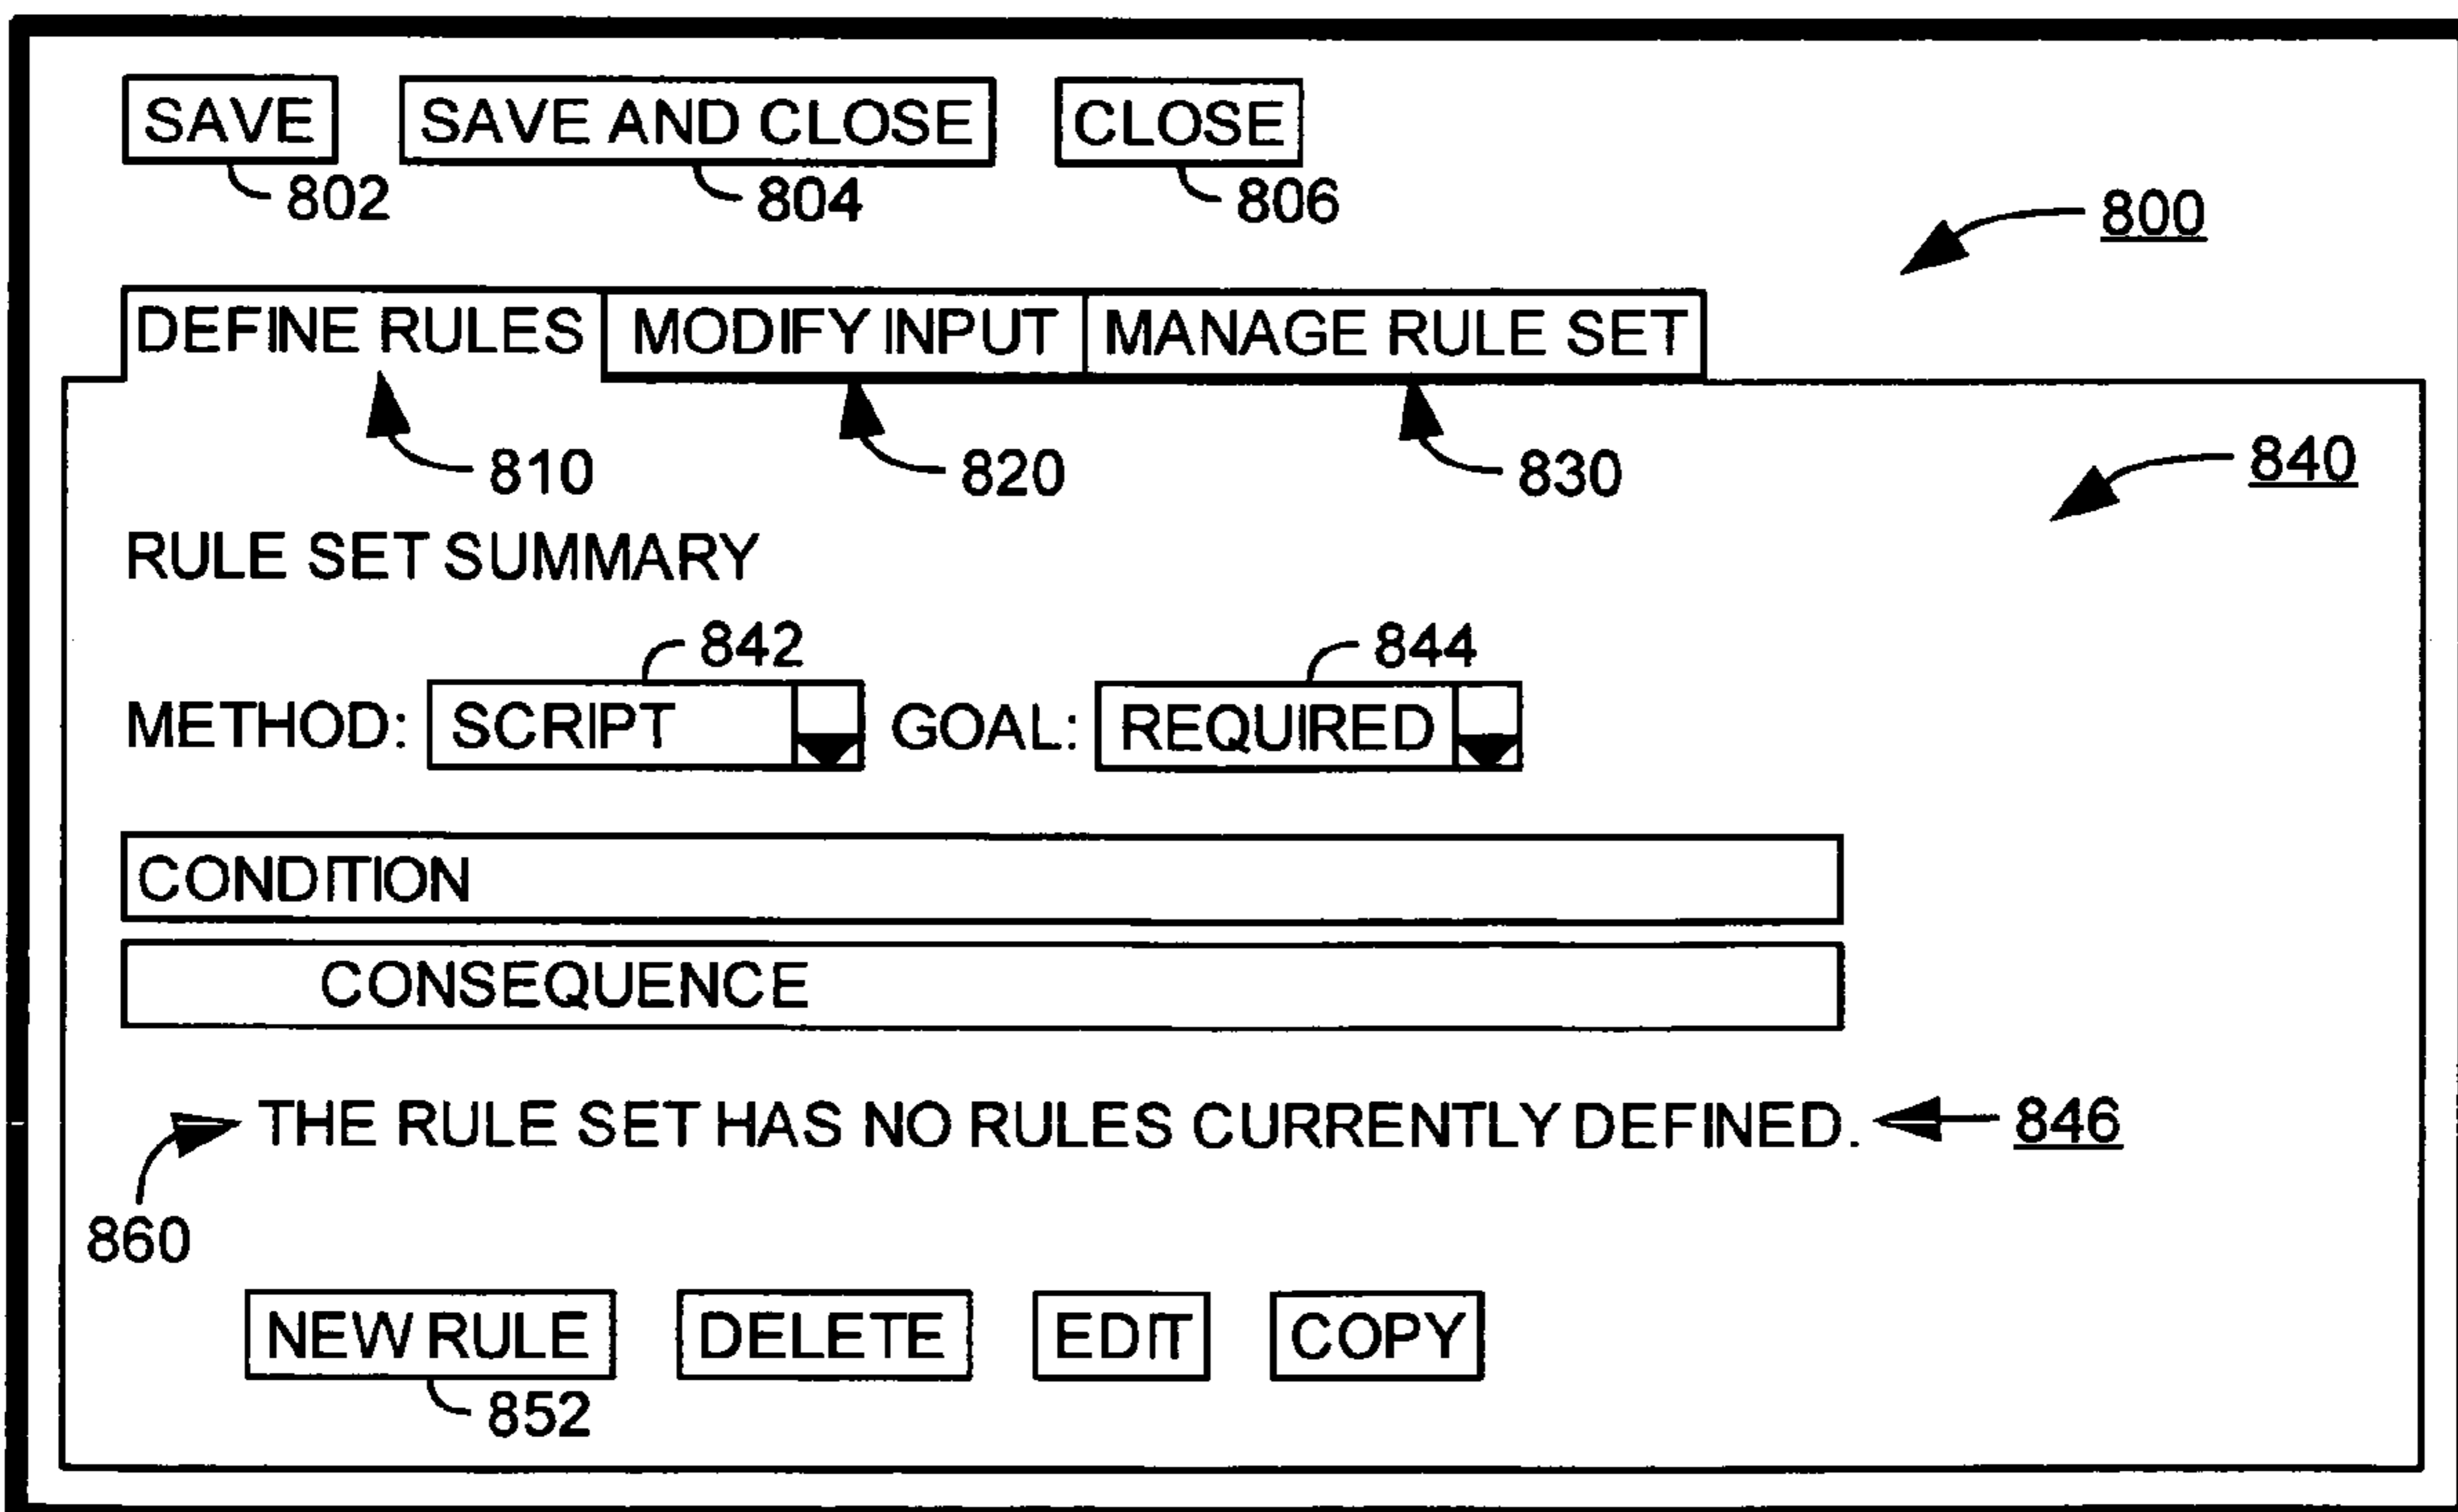 SAVE SAVE AND CLOSE CLOSE
802 804 806
800
DEFINE RULES MODIFY INPUT MANAGE RULE SET
810 820 830 840
RULE SET SUMMARY
842 844
METHOD: SCRIPT GOAL: REQUIRED
CONDITION
CONSEQUENCE
THE RULE SET HAS NO RULES CURRENTLY DEFINED. 846
860
NEW RULE DELETE EDIT COPY
852